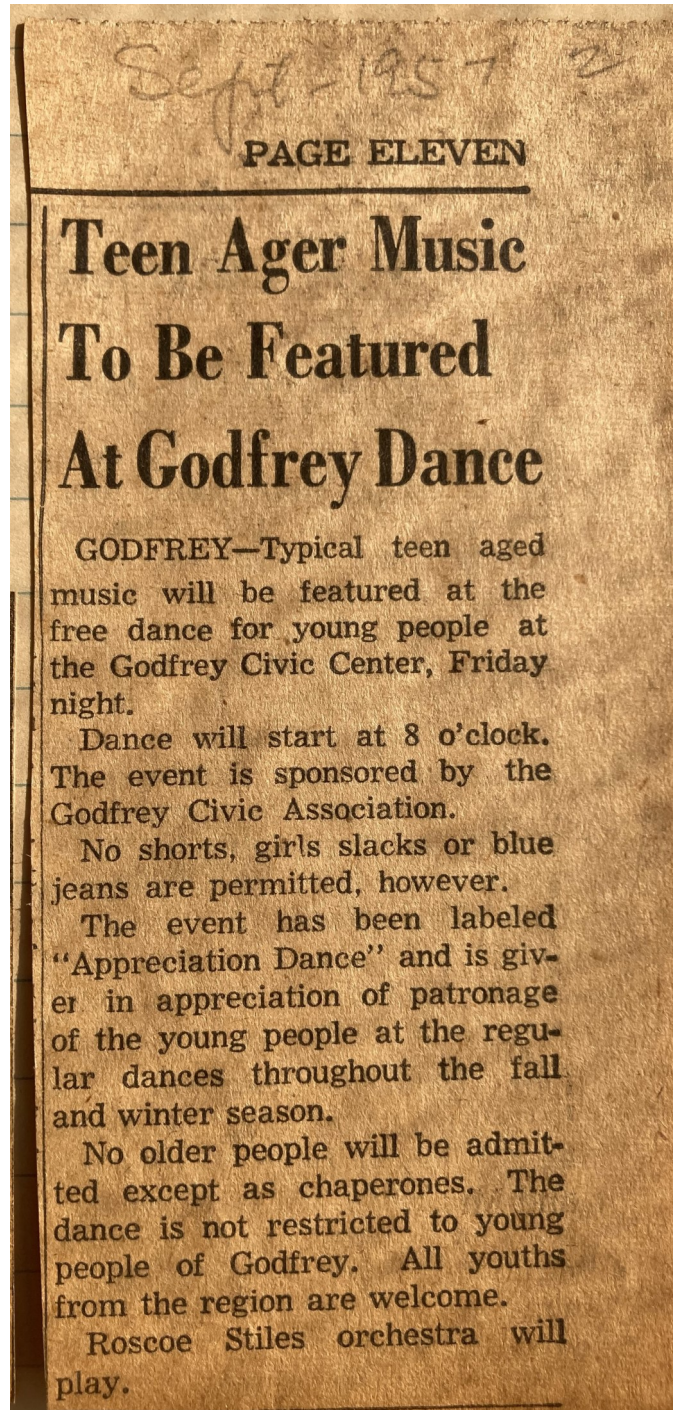 Sept - 1957 2
PAGE ELEVEN
Teen Ager Music
To Be Featured
At Godfrey Dance
GODFREY—Typical teen aged
music will be featured at the
free dance for young people at
the Godfrey Civic Center, Friday
night.
Dance will start at 8 o'clock.
The event is sponsored by the
Godfrey Civic Association.
No shorts, girls slacks or blue
jeans are permitted, however.
The event has been labeled
"Appreciation Dance" and is giv-
er in appreciation of patronage
of the young people at the regu-
lar dances throughout the fall
and winter season.
No older people will be admit-
ted except as chaperones. The
dance is not restricted to young
people of Godfrey. All youths
from the region are welcome.
Roscoe Stiles orchestra will
play.